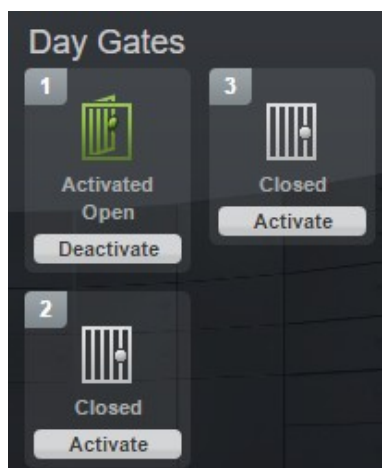 Day Gates
1
Activated
Open
Deactivate
3
Closed
Activate
2
Closed
Activate